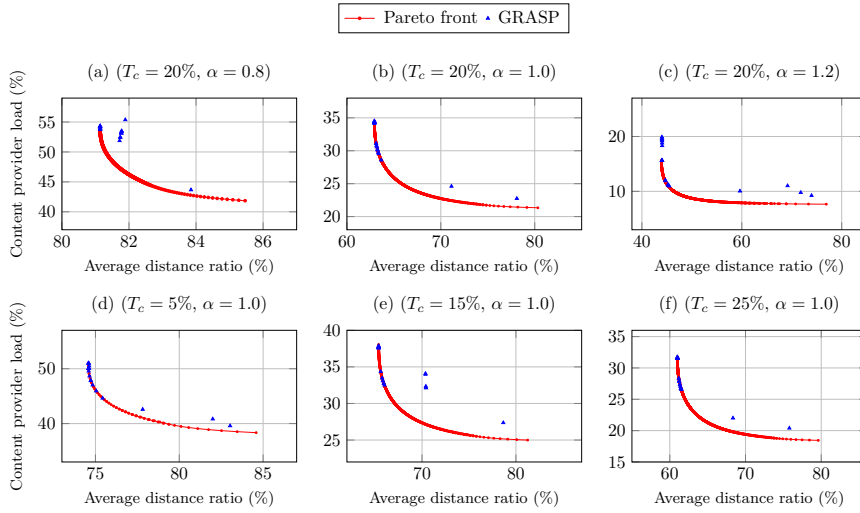 Pareto front GRASP
(a) (T_c = 20%, α = 0.8)
(b) (T_c = 20%, α = 1.0)
(c) (T_c = 20%, α = 1.2)
Content provider load (%)
55
50
45
40
80 82 84 86
Average distance ratio (%)
35
30
25
20
60 70 80
Average distance ratio (%)
20
10
40 60 80
Average distance ratio (%)
(d) (T_c = 5%, α = 1.0)
(e) (T_c = 15%, α = 1.0)
(f) (T_c = 25%, α = 1.0)
Content provider load (%)
50
40
75 80 85
Average distance ratio (%)
40
35
30
25
70 80
Average distance ratio (%)
35
30
25
20
15
60 70 80
Average distance ratio (%)